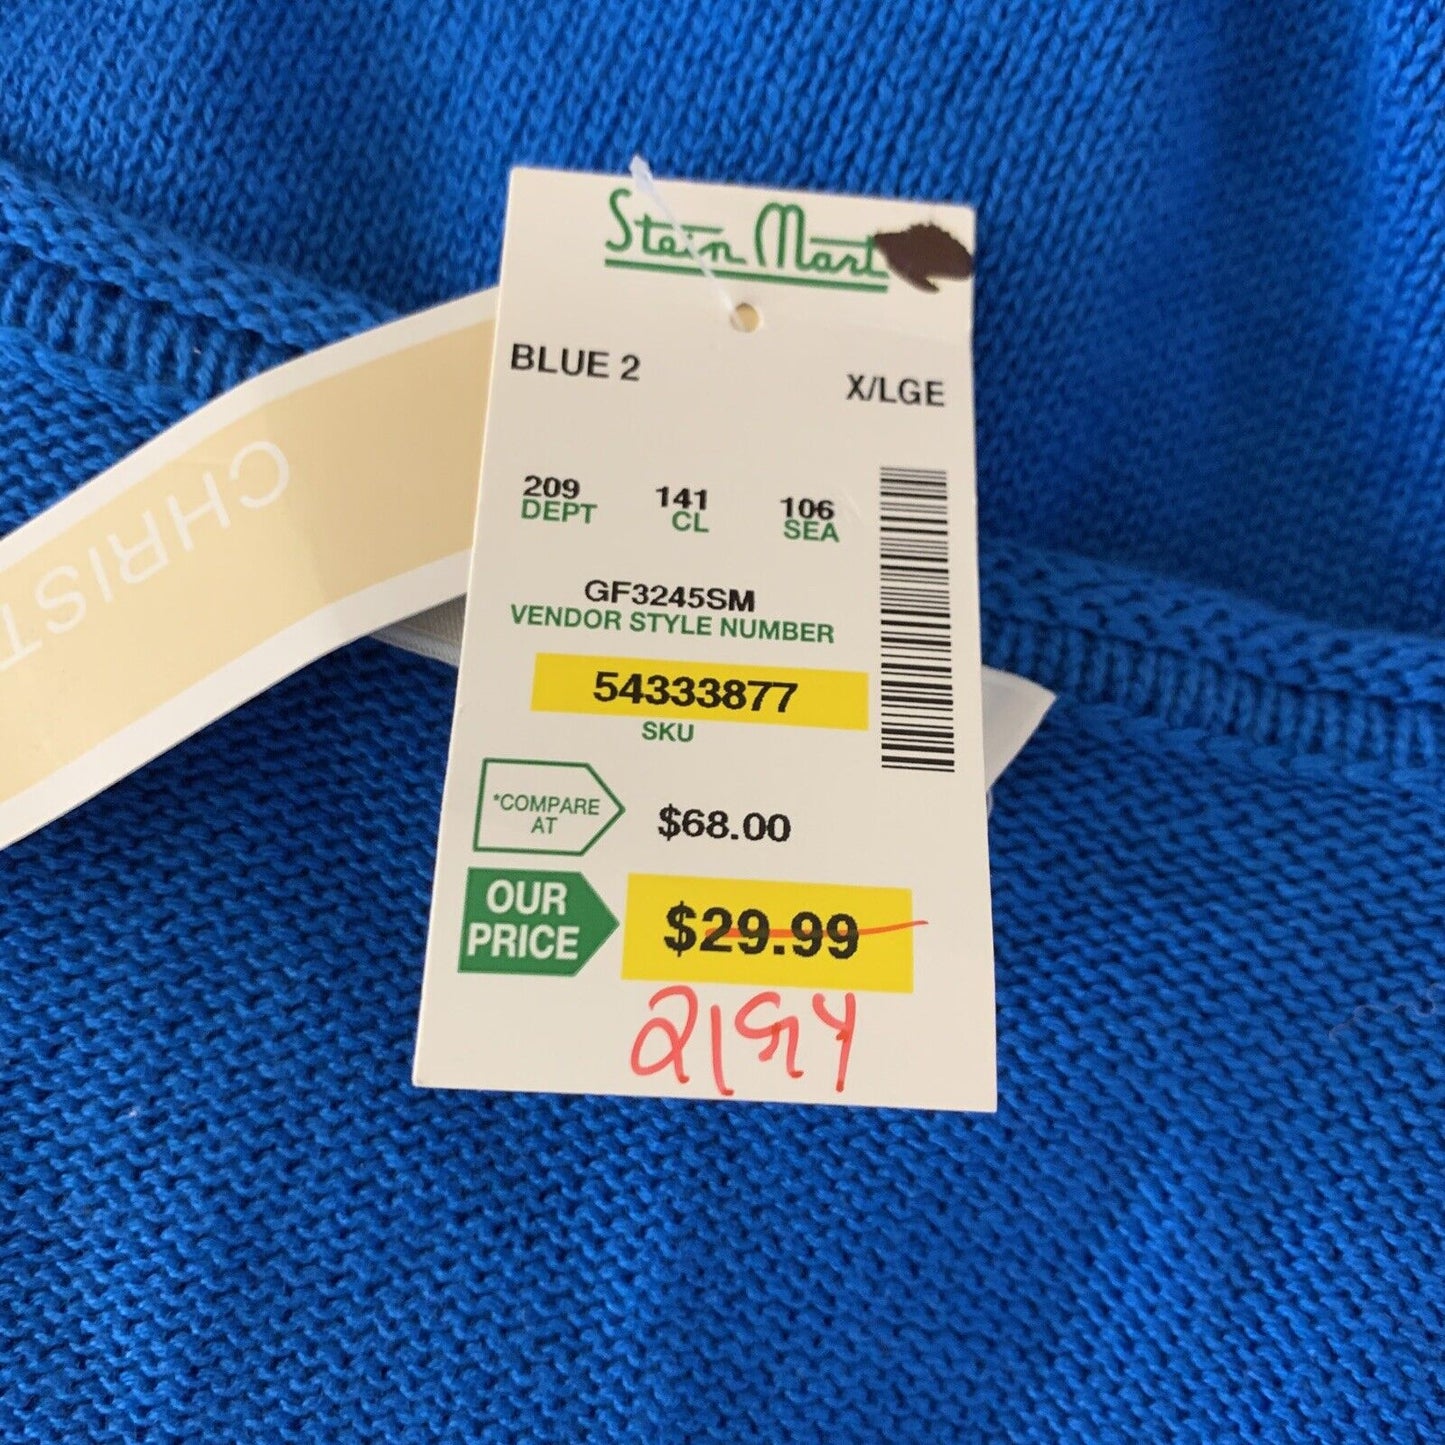 Stein Mart
BLUE 2 X/LGE
209 141 106
DEPT CL SEA
GF3245SM
VENDOR STYLE NUMBER
54333877
SKU
*COMPARE
AT
$68.00
OUR
PRICE
$29.99
CHRIST